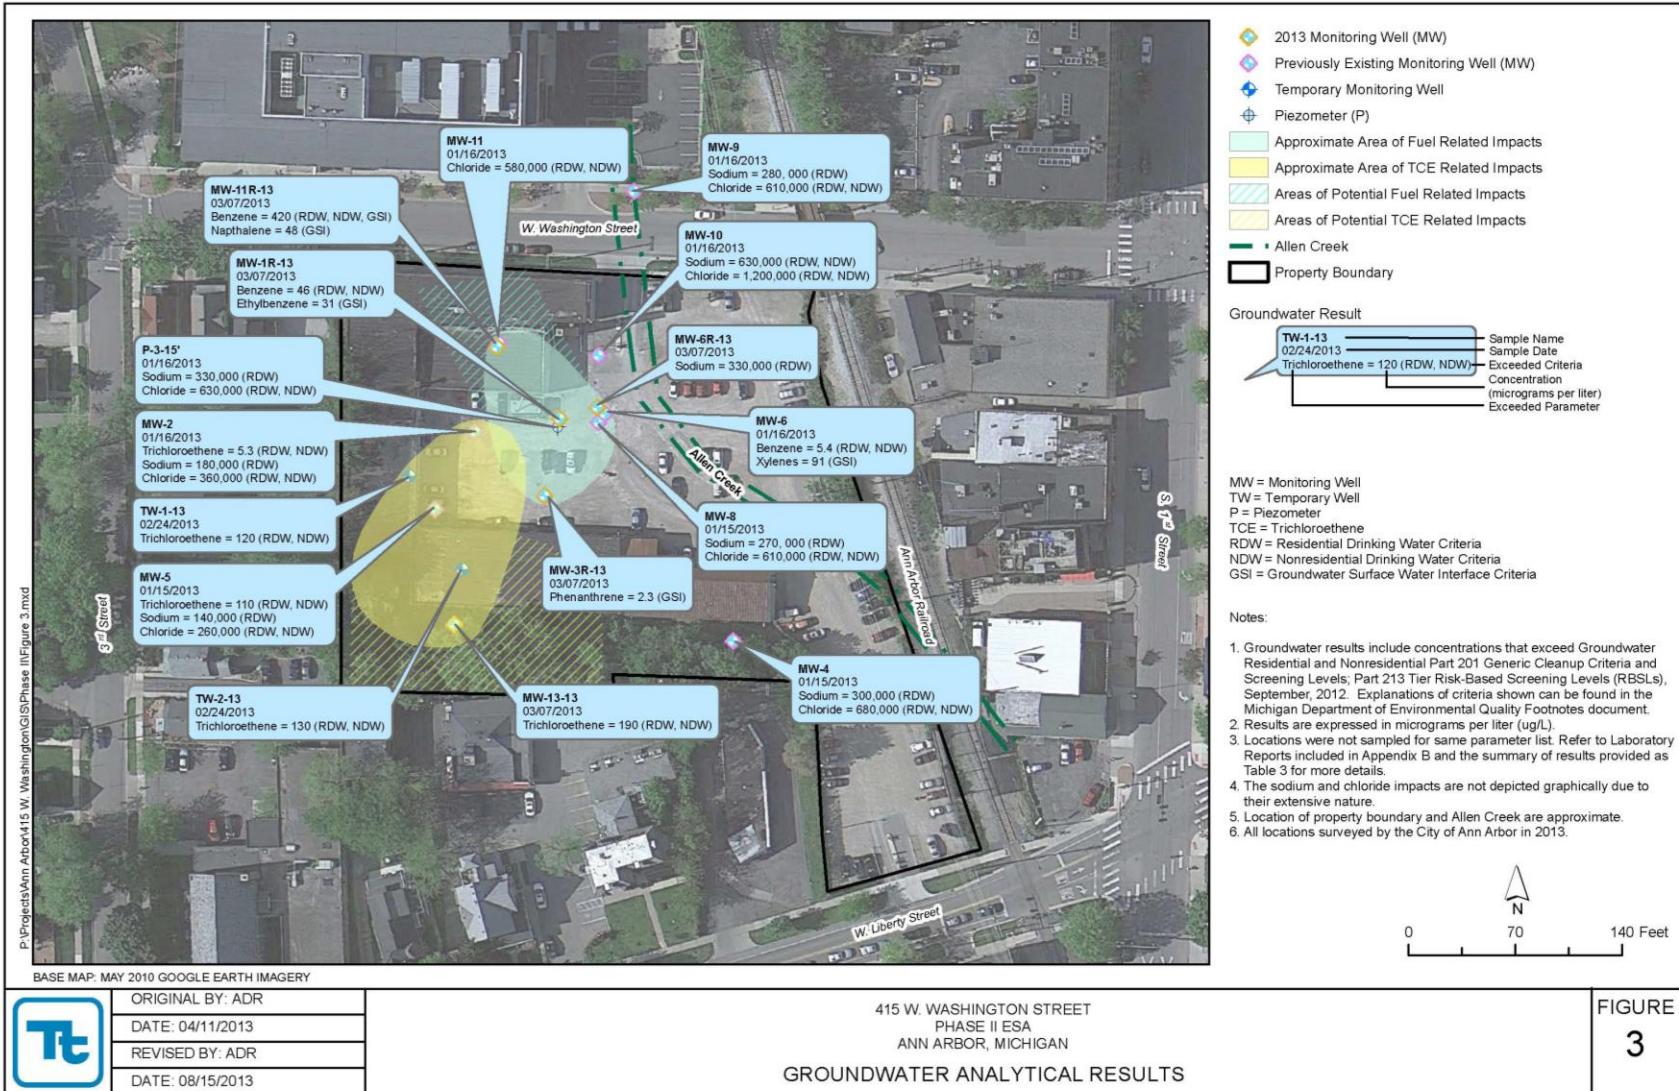 MW-11
01/16/2013
Chloride = 580,000 (RDW, NDW)
MW-9
01/16/2013
Sodium = 280, 000 (RDW)
Chloride = 610,000 (RDW, NDW)
MW-11R-13
03/07/2013
Benzene = 420 (RDW, NDW, GSI)
Napthalene = 48 (GSI)
W. Washington Street
MW-10
01/16/2013
Sodium = 630,000 (RDW, NDW)
Chloride = 1,200,000 (RDW, NDW)
MW-1R-13
03/07/2013
Benzene = 46 (RDW, NDW)
Ethylbenzene = 31 (GSI)
P-3-15'
01/16/2013
Sodium = 330,000 (RDW)
Chloride = 630,000 (RDW, NDW)
MW-6R-13
03/07/2013
Sodium = 330,000 (RDW)
MW-2
01/16/2013
Trichloroethene = 5.3 (RDW, NDW)
Sodium = 180,000 (RDW)
Chloride = 360,000 (RDW, NDW)
MW-6
01/16/2013
Benzene = 5.4 (RDW, NDW)
Xylenes = 91 (GSI)
Allen Creek
TW-1-13
02/24/2013
Trichloroethene = 120 (RDW, NDW)
MW-8
01/15/2013
Sodium = 270, 000 (RDW)
Chloride = 610,000 (RDW, NDW)
MW-5
01/15/2013
Trichloroethene = 110 (RDW, NDW)
Sodium = 140,000 (RDW)
Chloride = 260,000 (RDW, NDW)
MW-3R-13
03/07/2013
Phenanthrene = 2.3 (GSI)
Ann Arbor Railroad
S. 1st Street
3rd Street
TW-2-13
02/24/2013
Trichloroethene = 130 (RDW, NDW)
MW-13-13
03/07/2013
Trichloroethene = 190 (RDW, NDW)
MW-4
01/15/2013
Sodium = 300,000 (RDW)
Chloride = 680,000 (RDW, NDW)
W. Liberty Street
P:\Projects\Ann Arbor\415 W. Washington\GIS\Phase II\Figure 3.mxd
BASE MAP: MAY 2010 GOOGLE EARTH IMAGERY
2013 Monitoring Well (MW)
Previously Existing Monitoring Well (MW)
Temporary Monitoring Well
Piezometer (P)
Approximate Area of Fuel Related Impacts
Approximate Area of TCE Related Impacts
Areas of Potential Fuel Related Impacts
Areas of Potential TCE Related Impacts
Allen Creek
Property Boundary
Groundwater Result
TW-1-13
02/24/2013
Trichloroethene = 120 (RDW, NDW)
Sample Name
Sample Date
Exceeded Criteria
Concentration
(micrograms per liter)
Exceeded Parameter
MW = Monitoring Well
TW = Temporary Well
P = Piezometer
TCE = Trichloroethene
RDW = Residential Drinking Water Criteria
NDW = Nonresidential Drinking Water Criteria
GSI = Groundwater Surface Water Interface Criteria
Notes:
1. Groundwater results include concentrations that exceed Groundwater
Residential and Nonresidential Part 201 Generic Cleanup Criteria and
Screening Levels; Part 213 Tier Risk-Based Screening Levels (RBSLs),
September, 2012. Explanations of criteria shown can be found in the
Michigan Department of Environmental Quality Footnotes document.
2. Results are expressed in micrograms per liter (ug/L).
3. Locations were not sampled for same parameter list. Refer to Laboratory
Reports included in Appendix B and the summary of results provided as
Table 3 for more details.
4. The sodium and chloride impacts are not depicted graphically due to
their extensive nature.
5. Location of property boundary and Allen Creek are approximate.
6. All locations surveyed by the City of Ann Arbor in 2013.
N
0 70 140 Feet
Tt
ORIGINAL BY: ADR
DATE: 04/11/2013
REVISED BY: ADR
DATE: 08/15/2013
415 W. WASHINGTON STREET
PHASE II ESA
ANN ARBOR, MICHIGAN
GROUNDWATER ANALYTICAL RESULTS
FIGURE
3